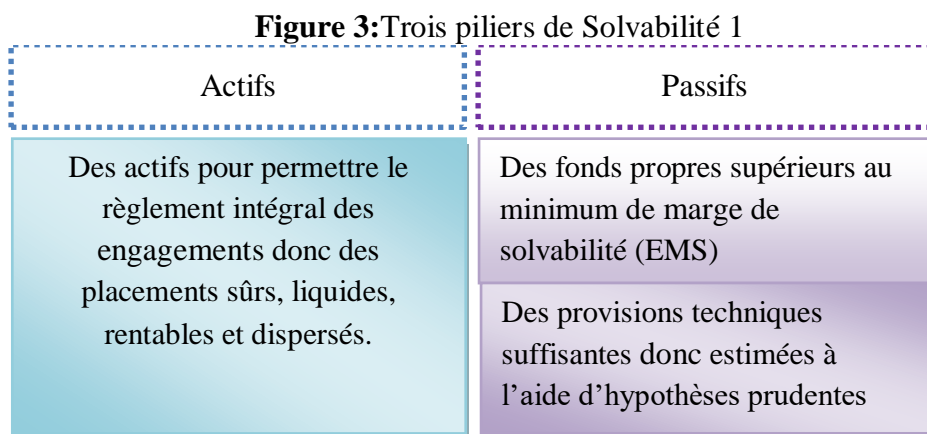 Figure 3:Trois piliers de Solvabilité 1
Actifs
Passifs
Des actifs pour permettre le
règlement intégral des
engagements donc des
placements sûrs, liquides,
rentables et dispersés.
Des fonds propres supérieurs au
minimum de marge de
solvabilité (EMS)
Des provisions techniques
suffisantes donc estimées à
l’aide d’hypothèses prudentes